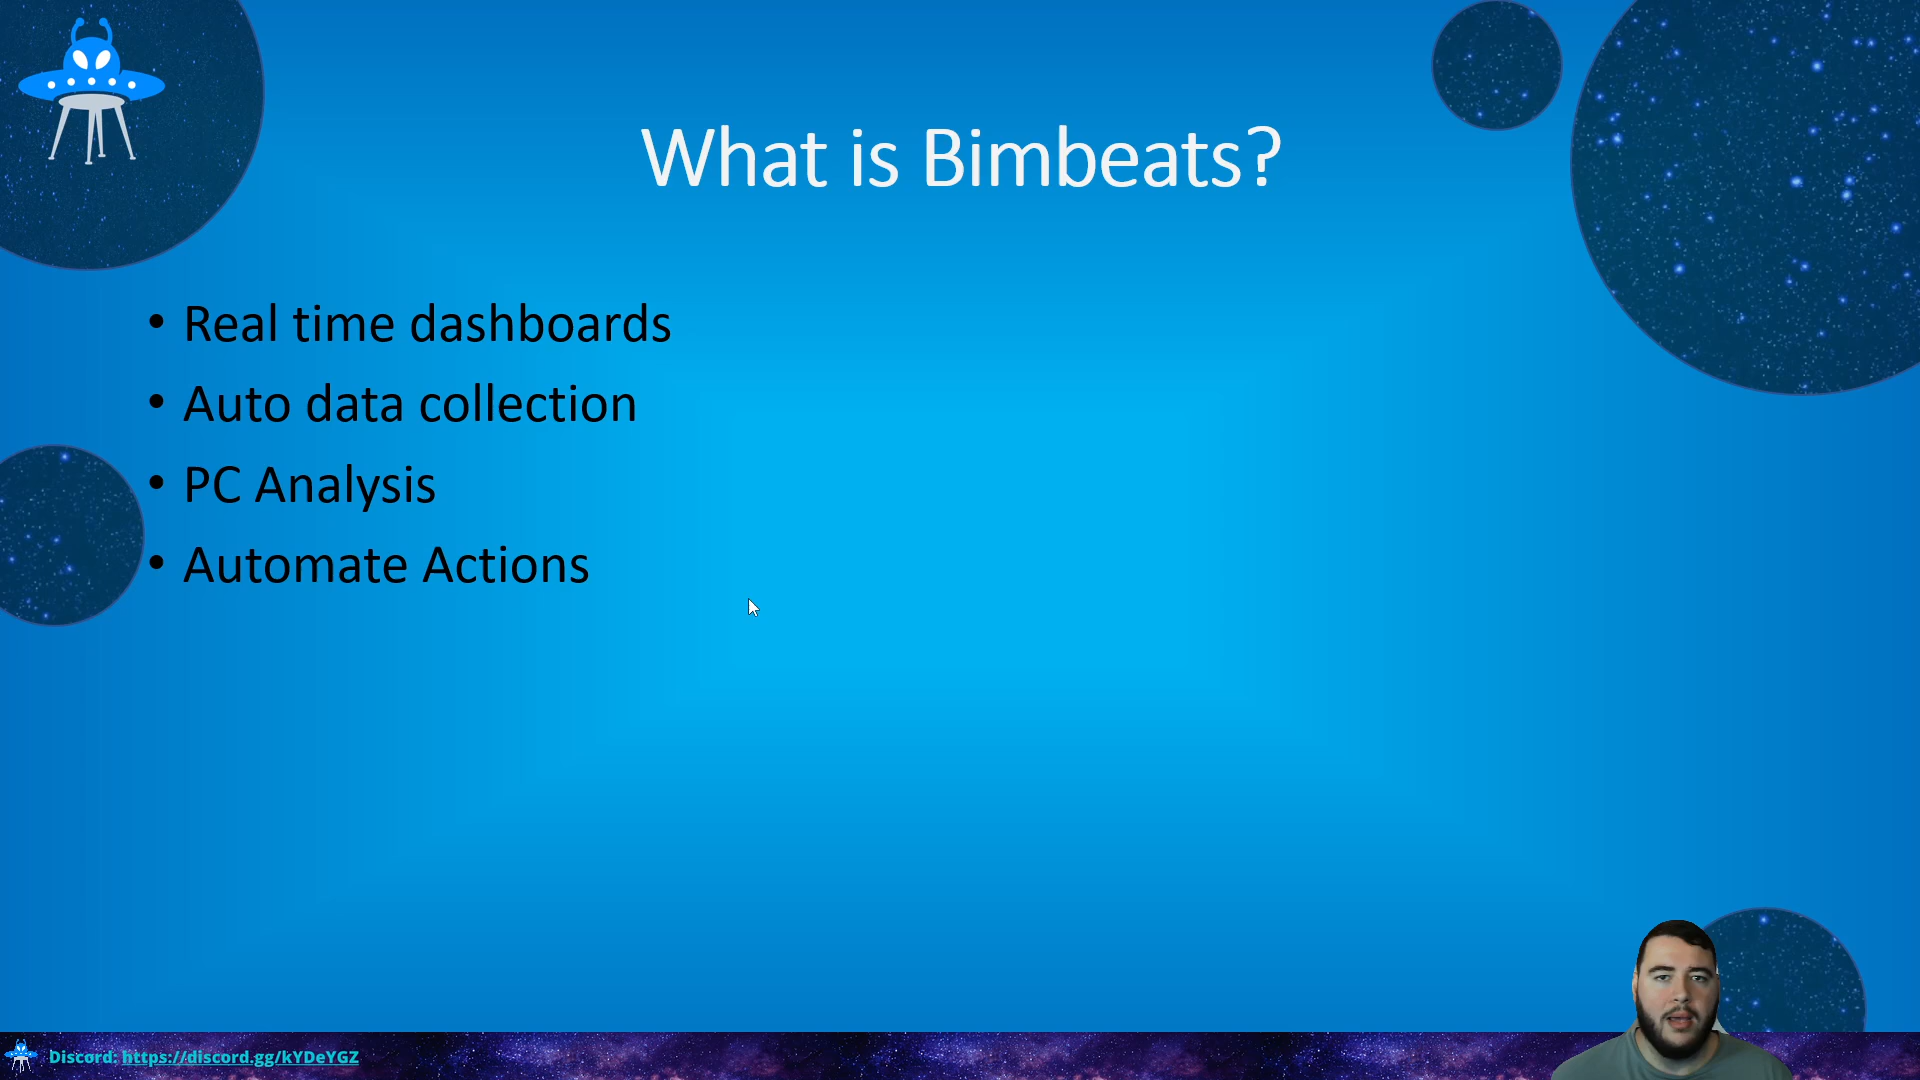 What is Bimbeats?
• Real time dashboards
• Auto data collection
• PC Analysis
• Automate Actions
Discord: https://discord.gg/kYDeYGZ